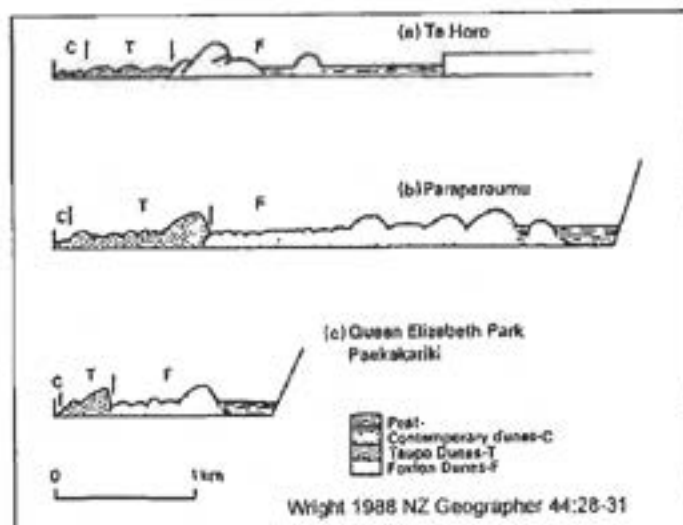 C T F
(a) Te Horo
(b) Paraparaumu
C T F
(c) Queen Elizabeth Park
Paekakariki
C T F
Peat-
Contemporary dunes-C
Taupo Dunes-T
Foxton Dunes-F
0 1km
Wright 1988 NZ Geographer 44:28-31